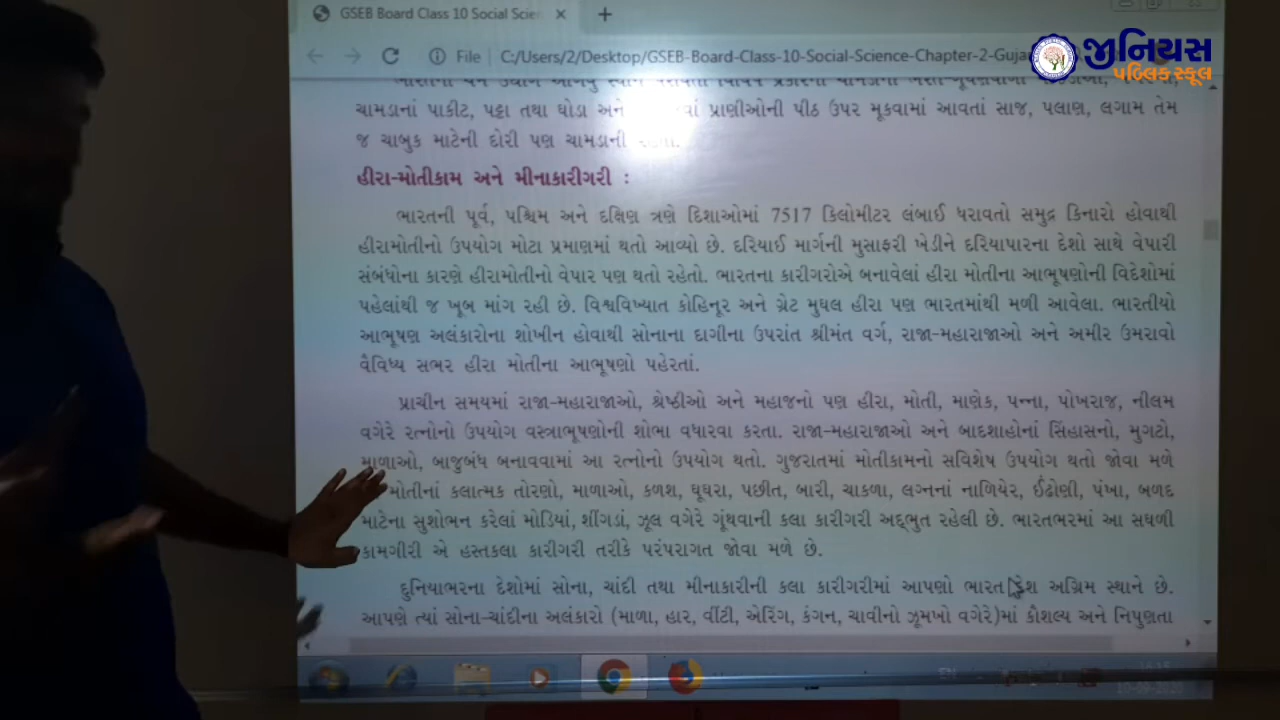 GSEB Board Class 10 Social Scie
File C:/Users/2/Desktop/GSEB-Board-Class-10-Social-Science-Chapter-2-Guja
જીનિયસ
પબ્લિક સ્કૂલ
ચામડાનાં પાકીટ, પટ્ટા તથા ઘોડા અને પ્રાણીઓની પીઠ ઉપર મૂકવામાં આવતાં સાજ, પલાણ, લગામ તેમ
જ ચાબુક માટેની દોરી પણ ચામડાની
હીરા-મોતીકામ અને મીનાકારીગરી :
ભારતની પૂર્વ, પશ્ચિમ અને દક્ષિણ ત્રણે દિશાઓમાં 7517 કિલોમીટર લંબાઈ ધરાવતો સમુદ્ર કિનારો હોવાથી
હીરામોતીનો ઉપયોગ મોટા પ્રમાણમાં થતો આવ્યો છે. દરિયાઈ માર્ગની મુસાફરી ખેડીને દરિયાપારના દેશો સાથે વેપારી
સંબંધોના કારણે હીરામોતીનો વેપાર પણ થતો રહેતો. ભારતના કારીગરોએ બનાવેલાં હીરા મોતીના આભૂષણોની વિદેશોમાં
પહેલાંથી જ ખૂબ માંગ રહી છે. વિશ્વવિખ્યાત કોહિનૂર અને ગ્રેટ મુઘલ હીરા પણ ભારતમાંથી મળી આવેલા. ભારતીયો
આભૂષણ અલંકારોના શોખીન હોવાથી સોનાના દાગીના ઉપરાંત શ્રીમંત વર્ગ, રાજા-મહારાજાઓ અને અમીર ઉમરાવો
વૈવિધ્ય સભર હીરા મોતીના આભૂષણો પહેરતાં.
પ્રાચીન સમયમાં રાજા-મહારાજાઓ, શ્રેષ્ઠીઓ અને મહાજનો પણ હીરા, મોતી, માણેક, પન્ના, પોખરાજ, નીલમ
વગેરે રત્નોનો ઉપયોગ વસ્ત્રાભૂષણોની શોભા વધારવા કરતા. રાજા-મહારાજાઓ અને બાદશાહોનાં સિંહાસનો, મુગટો,
માળાઓ, બાજુબંધ બનાવવામાં આ રત્નોનો ઉપયોગ થતો. ગુજરાતમાં મોતીકામનો સવિશેષ ઉપયોગ થતો જોવા મળે
મોતીનાં કલાત્મક તોરણો, માળાઓ, કળશ, ઘૂઘરા, પછીત, બારી, ચાકળા, લગ્નનાં નાળિયેર, ઈંઢોણી, પંખા, બળદ
માટેના સુશોભન કરેલાં મોડિયાં, શીંગડાં, ઝૂલ વગેરે ગૂંથવાની કલા કારીગરી અદ્ભુત રહેલી છે. ભારતભરમાં આ સઘળી
કામગીરી એ હસ્તકલા કારીગરી તરીકે પરંપરાગત જોવા મળે છે.
દુનિયાભરના દેશોમાં સોના, ચાંદી તથા મીનાકારીની કલા કારીગરીમાં આપણો ભારત દેશ અગ્રિમ સ્થાને છે.
આપણે ત્યાં સોના-ચાંદીના અલંકારો (માળા, હાર, વીંટી, એરિંગ, કંગન, ચાવીનો ઝૂમખો વગેરે)માં કૌશલ્ય અને નિપુણતા